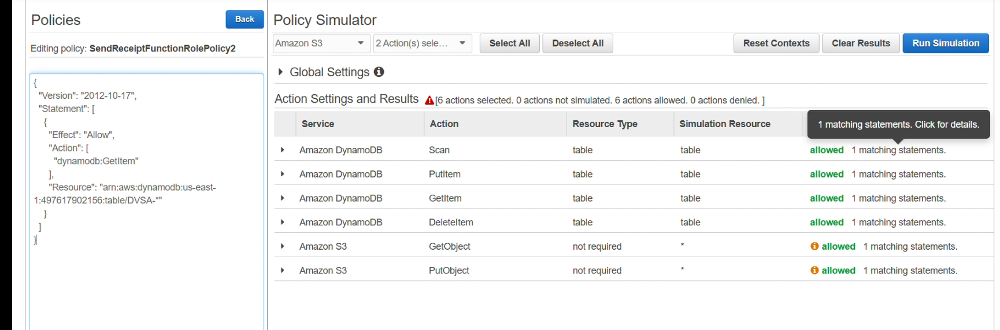 Policies
Back
Editing policy: SendReceiptFunctionRolePolicy2
{
"Version": "2012-10-17",
"Statement": [
{
"Effect": "Allow",
"Action": [
"dynamodb:GetItem"
],
"Resource": "arn:aws:dynamodb:us-east-
1:497617902156:table/DVSA-*"
}
]
}
Policy Simulator
Amazon S3
2 Action(s) sele...
Select All
Deselect All
Reset Contexts
Clear Results
Run Simulation
Global Settings
Action Settings and Results [6 actions selected. 0 actions not simulated. 6 actions allowed. 0 actions denied. ]
Service Action Resource Type Simulation Resource
1 matching statements. Click for details.
Amazon DynamoDB Scan table table allowed 1 matching statements.
Amazon DynamoDB PutItem table table allowed 1 matching statements.
Amazon DynamoDB GetItem table table allowed 1 matching statements.
Amazon DynamoDB DeleteItem table table allowed 1 matching statements.
Amazon S3 GetObject not required * allowed 1 matching statements.
Amazon S3 PutObject not required * allowed 1 matching statements.